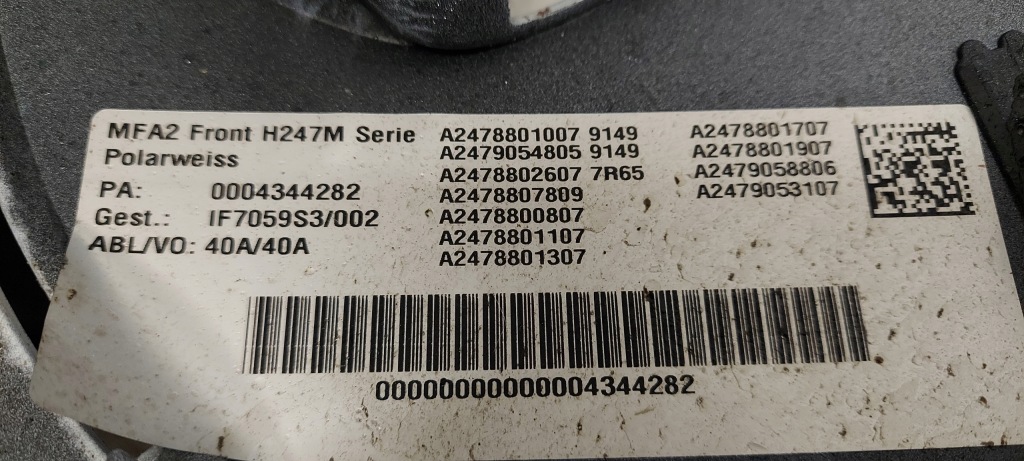 MFA2 Front H247M Serie
Polarweiss
PA: 0004344282
Gest.: IF7059S3/002
ABL/VO: 40A/40A
A2478801007 9149
A2479054805 9149
A2478802607 7R65
A2478807809
A2478800807
A2478801107
A2478801307
A2478801707
A2478801907
A2479058806
A2479053107
00000000000004344282